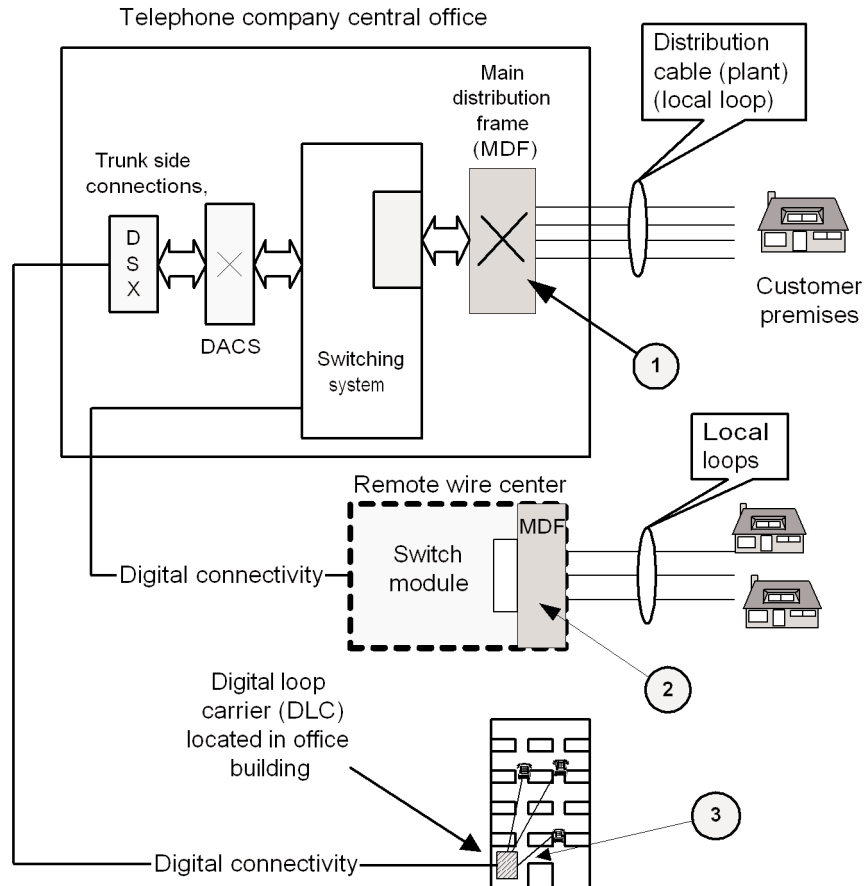 Telephone company central office
Distribution
cable (plant)
(local loop)
Main
distribution
frame
(MDF)
Trunk side
connections,
D
S
X
DACS
Switching
system
Customer
premises
1
Local
loops
Remote wire center
MDF
Switch
module
Digital connectivity
2
Digital loop
carrier (DLC)
located in office
building
3
Digital connectivity